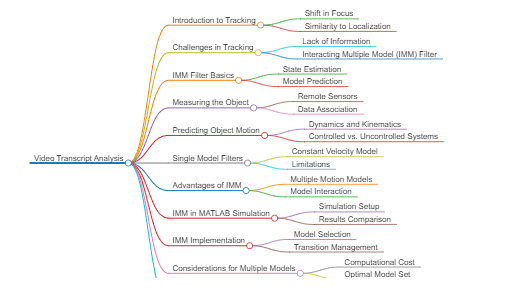 Video Transcript Analysis
Introduction to Tracking
Shift in Focus
Similarity to Localization
Challenges in Tracking
Lack of Information
Interacting Multiple Model (IMM) Filter
IMM Filter Basics
State Estimation
Model Prediction
Measuring the Object
Remote Sensors
Data Association
Predicting Object Motion
Dynamics and Kinematics
Controlled vs. Uncontrolled Systems
Single Model Filters
Constant Velocity Model
Limitations
Advantages of IMM
Multiple Motion Models
Model Interaction
IMM in MATLAB Simulation
Simulation Setup
Results Comparison
IMM Implementation
Model Selection
Transition Management
Considerations for Multiple Models
Computational Cost
Optimal Model Set